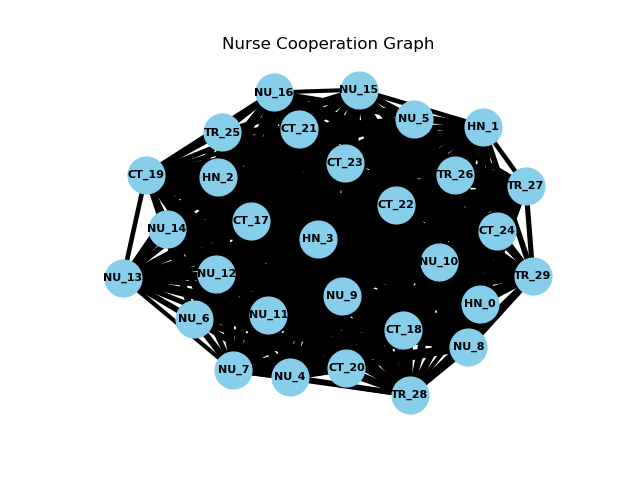 Nurse Cooperation Graph
NU_15
NU_16
NU_5
HN_1
CT_21
TR_25
CT_23
CT_19
TR_26
HN_2
TR_27
CT_22
CT_17
NU_14
CT_24
HN_3
NU_10
NU_12
TR_29
NU_13
NU_9
HN_0
NU_11
NU_6
CT_18
NU_8
CT_20
NU_7
NU_4
TR_28